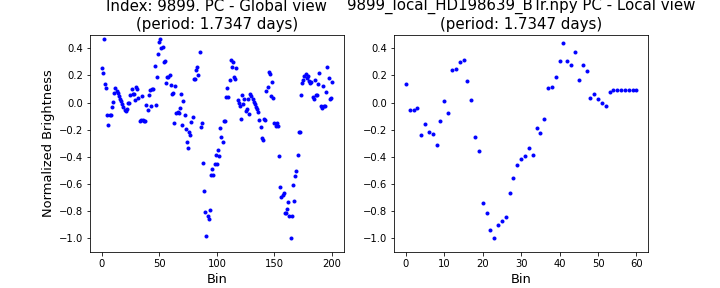 Index: 9899. PC - Global view
(period: 1.7347 days)
9899_local_HD198639_BTr.npy PC - Local view
(period: 1.7347 days)
Normalized Brightness
0.4
0.2
0.0
−0.2
−0.4
−0.6
−0.8
−1.0
0 50 100 150 200
Bin
0.4
0.2
0.0
−0.2
−0.4
−0.6
−0.8
−1.0
0 10 20 30 40 50 60
Bin